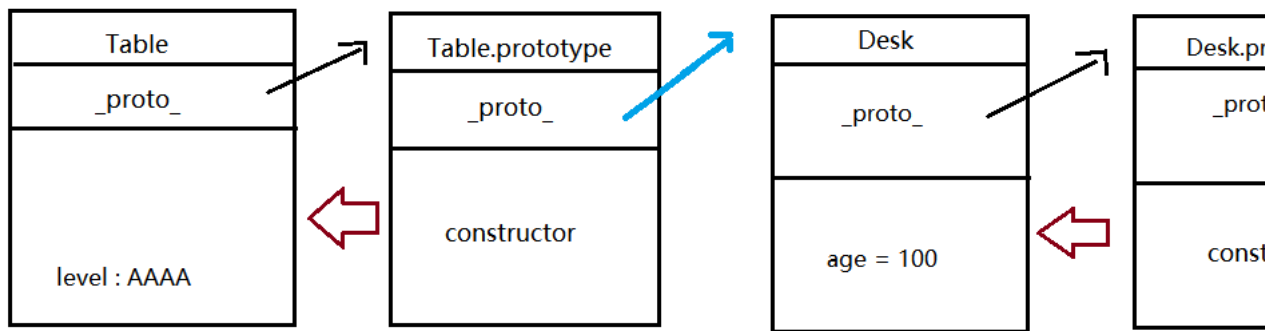 Table
_proto_
level : AAAA
Table.prototype
_proto_
constructor
Desk
_proto_
age = 100